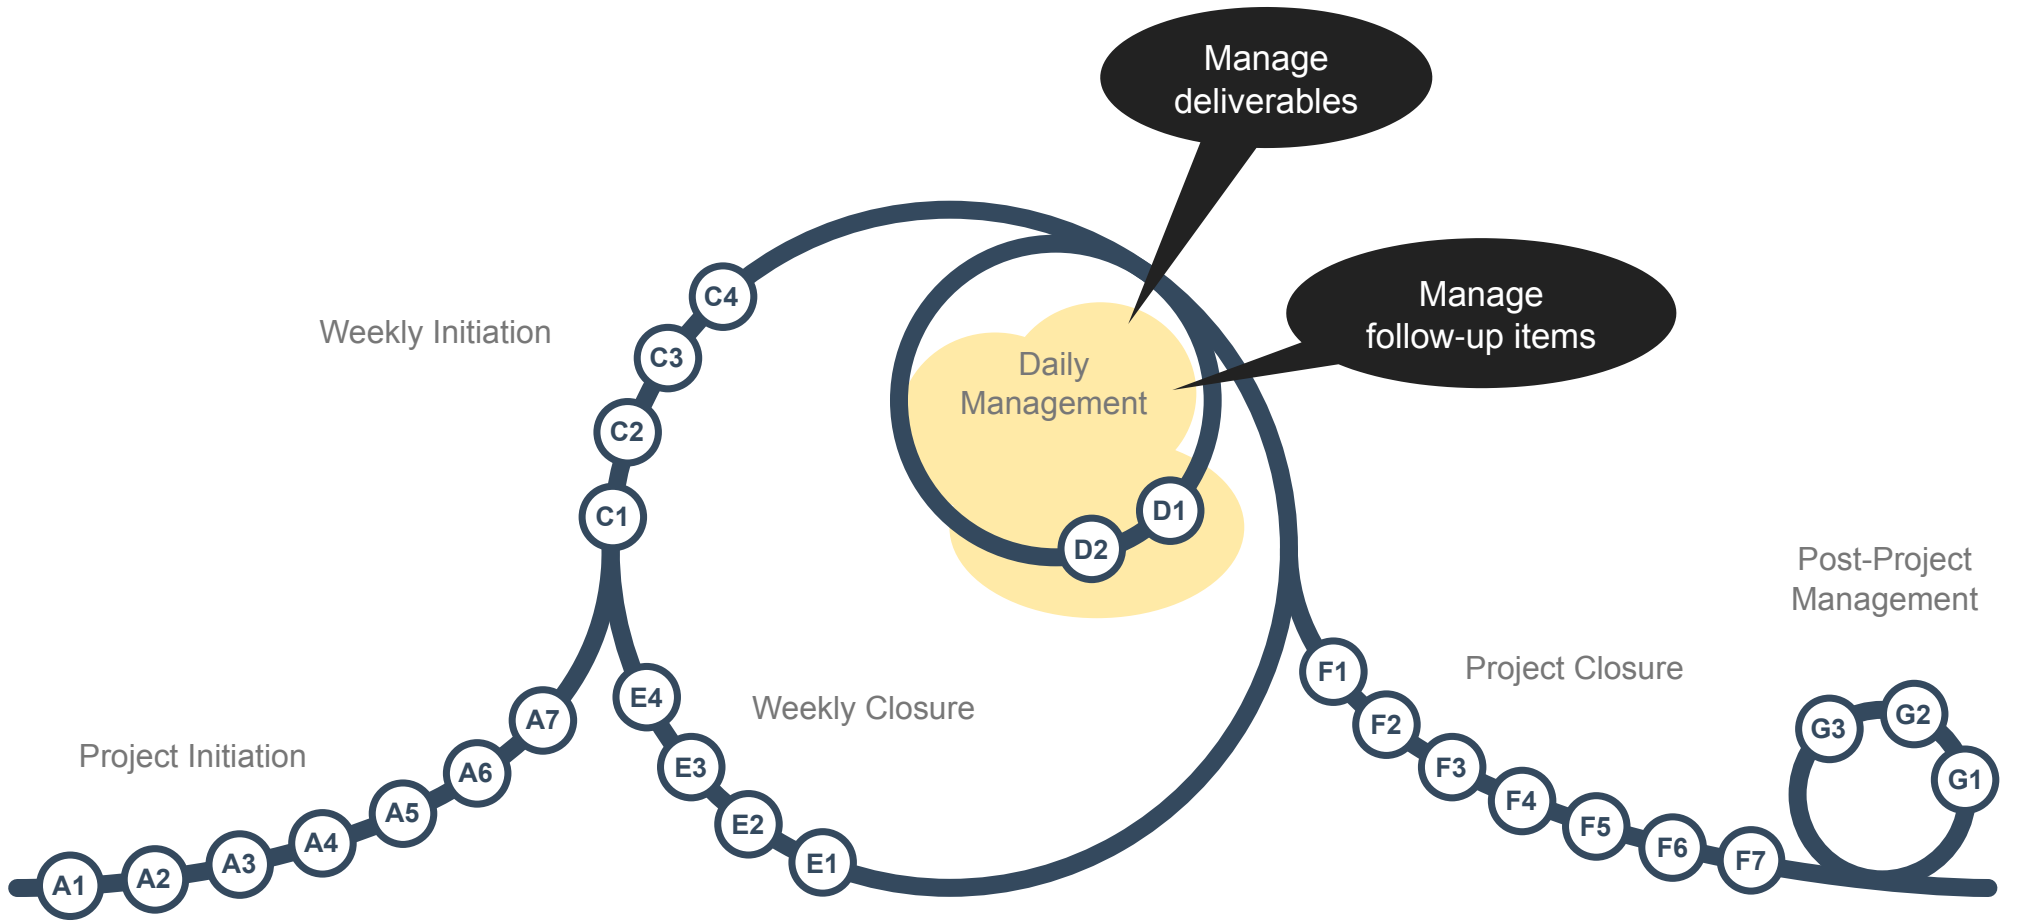 Manage
deliverables
Manage
follow-up items
Weekly Initiation
C4
C3
C2
C1
Daily
Management
D1
D2
Post-Project
Management
Project Closure
Weekly Closure
Project Initiation
A1
A2
A3
A4
A5
A6
A7
E4
E3
E2
E1
F1
F2
F3
F4
F5
F6
F7
G3
G2
G1